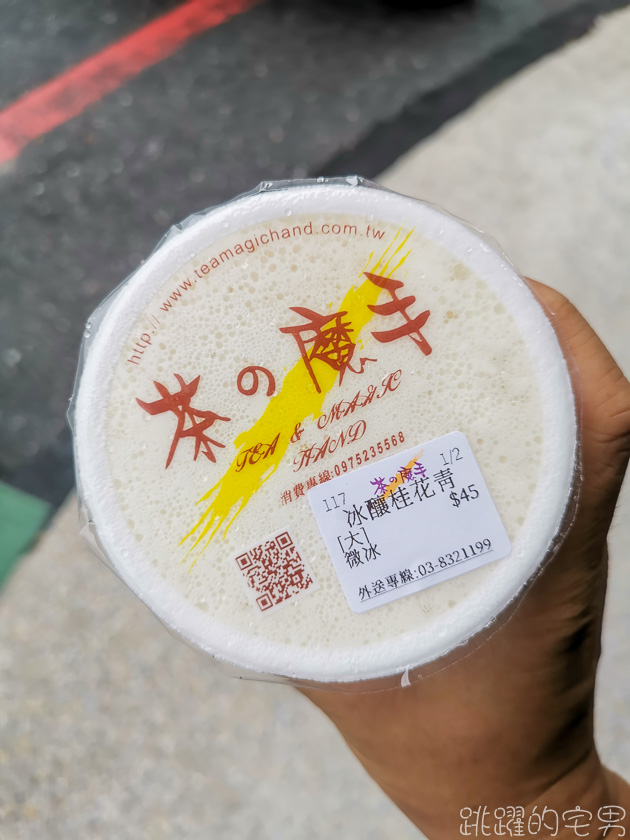 http://www.teamagichand.com.tw
茶の魔手
TEA & MAGIC
HAND
消費專線:0975235568
117 茶の魔手 1/2
冰釀桂花青
$45
[大]
微冰
外送專線:03-8321199
跳躍的宅男